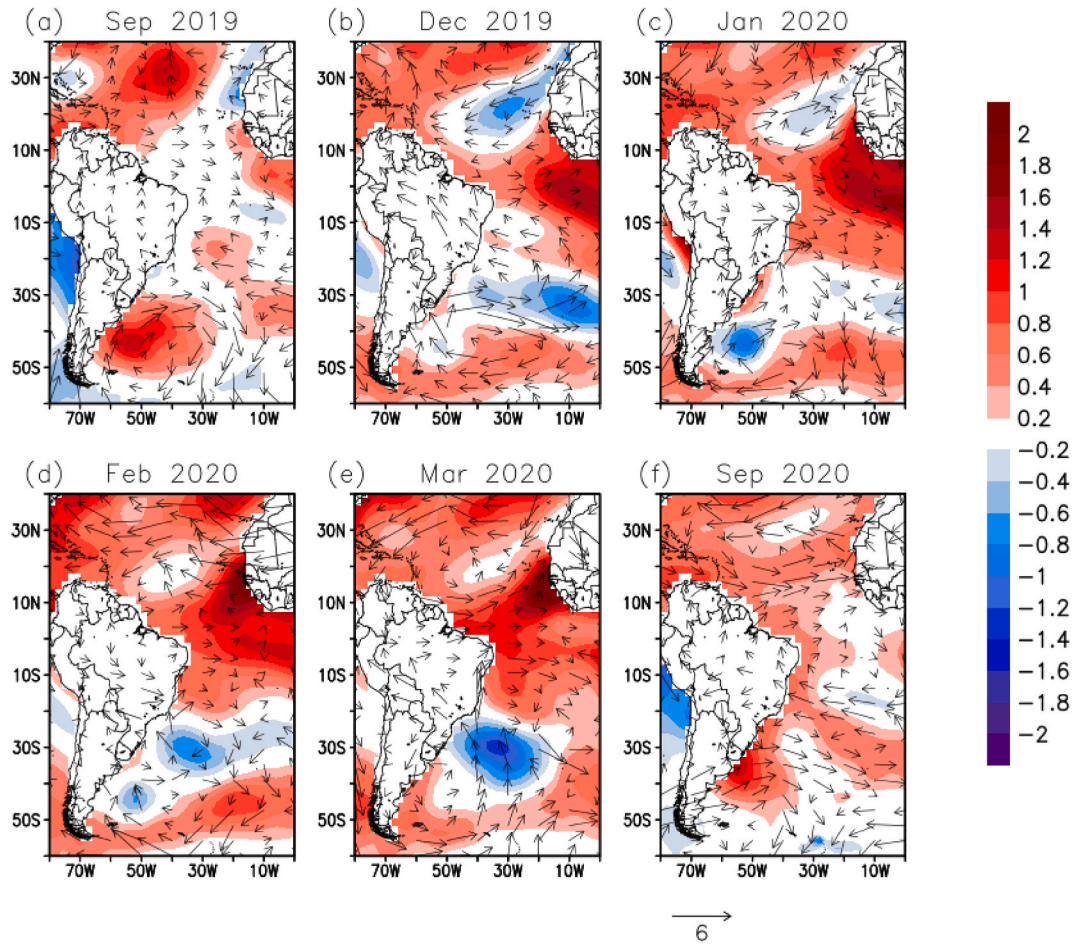 (a) Sep 2019 (b) Dec 2019 (c) Jan 2020
30N
10N
10S
30S
50S
70W 50W 30W 10W
30N
10N
10S
30S
50S
70W 50W 30W 10W
30N
10N
10S
30S
50S
70W 50W 30W 10W
2
1.8
1.6
1.4
1.2
1
0.8
0.6
0.4
0.2
-0.2
-0.4
-0.6
-0.8
-1
-1.2
-1.4
-1.6
-1.8
-2
(d) Feb 2020 (e) Mar 2020 (f) Sep 2020
30N
10N
10S
30S
50S
70W 50W 30W 10W
30N
10N
10S
30S
50S
70W 50W 30W 10W
30N
10N
10S
30S
50S
70W 50W 30W 10W
6